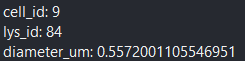 cell_id: 9
lys_id: 84
diameter_um: 0.5572001105546951